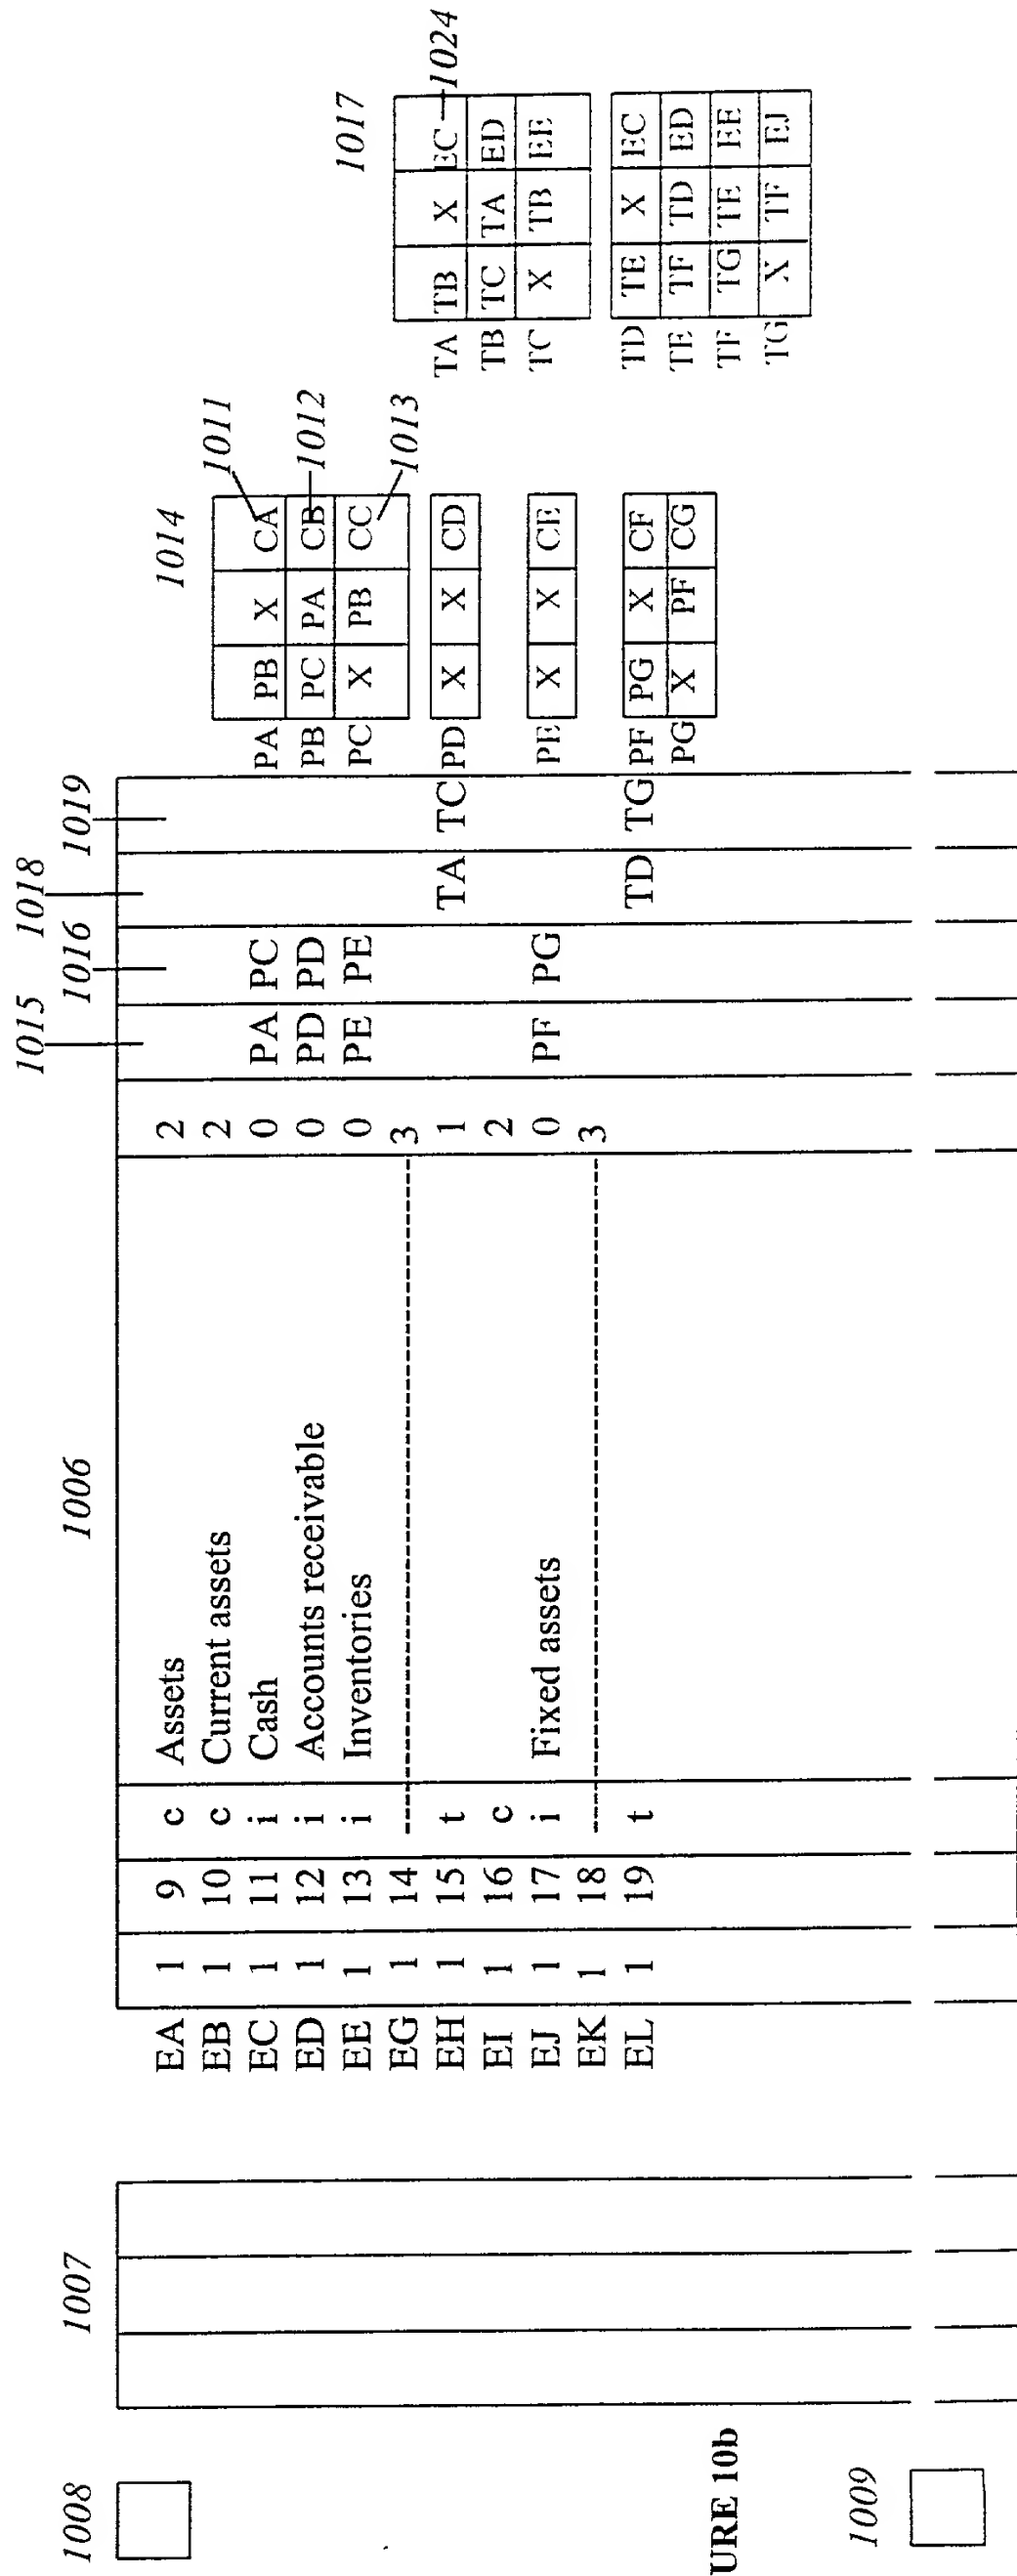 1015 1018
1008 1007 1006 1016 1019
EA 1 9 c Assets 2 1014
EB 1 10 c Current assets 2 1011
EC 1 11 i Cash 0 PA PC PA PB X CA
ED 1 12 i Accounts receivable 0 PD PD PB PC PA CB 1012
EE 1 13 i Inventories 0 PE PE PC X PB CC 1017
EG 1 14 3 1013
EH 1 15 t 1 TA TC PD X X CD TA TB X EC 1024
EI 1 16 c 2 TB TC TA ED
EJ 1 17 i Fixed assets 0 PF PG PE X X CE TC X TB EE
EK 1 18 3
EL 1 19 t TD TG PF PG X CF TD TE X EC
PG X PF CG TE TF TD ED
URE 10b TF TG TE EE
TG X TF EJ
1009